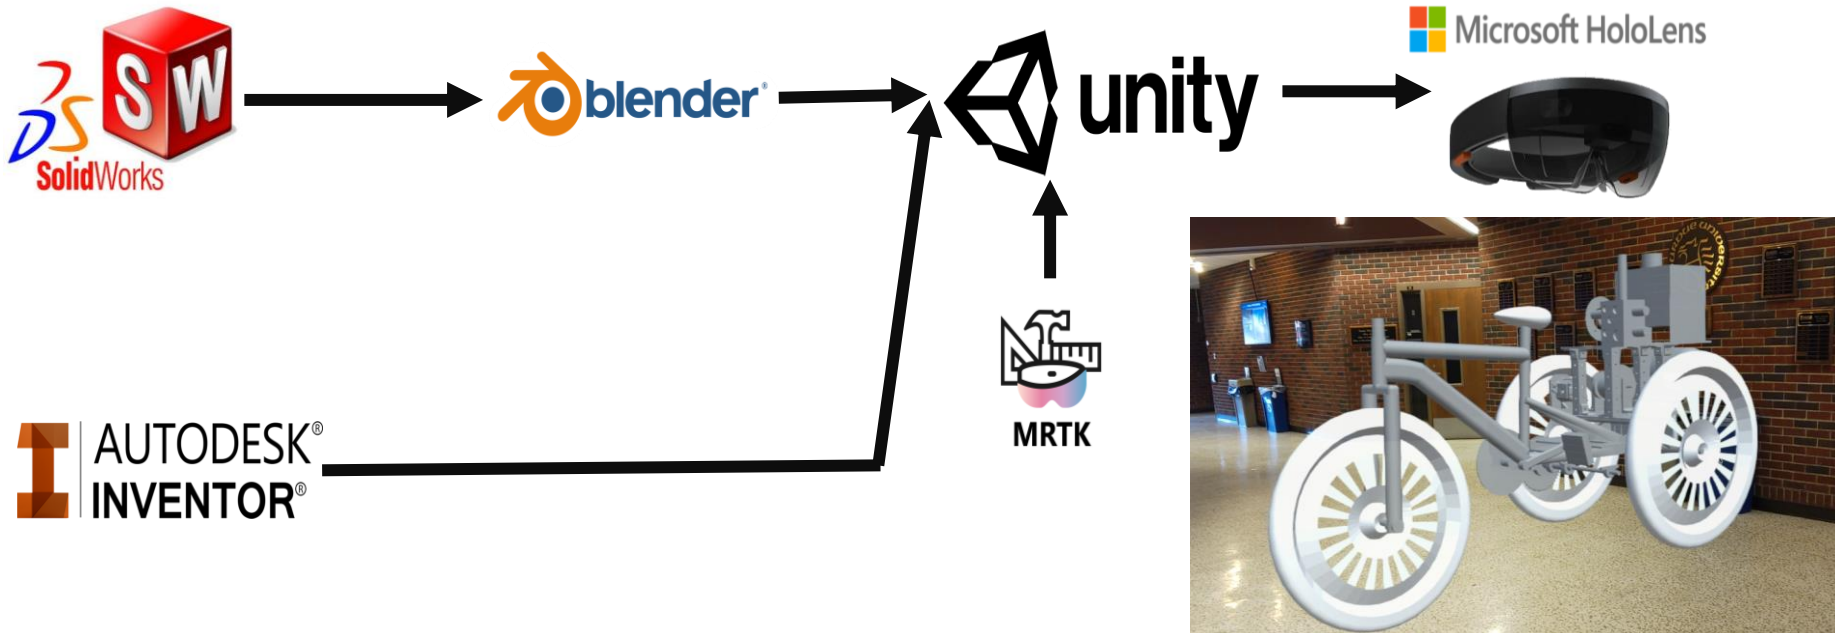 SW
DS
SolidWorks
blender®
unity
Microsoft HoloLens
MRTK
AUTODESK®
INVENTOR®